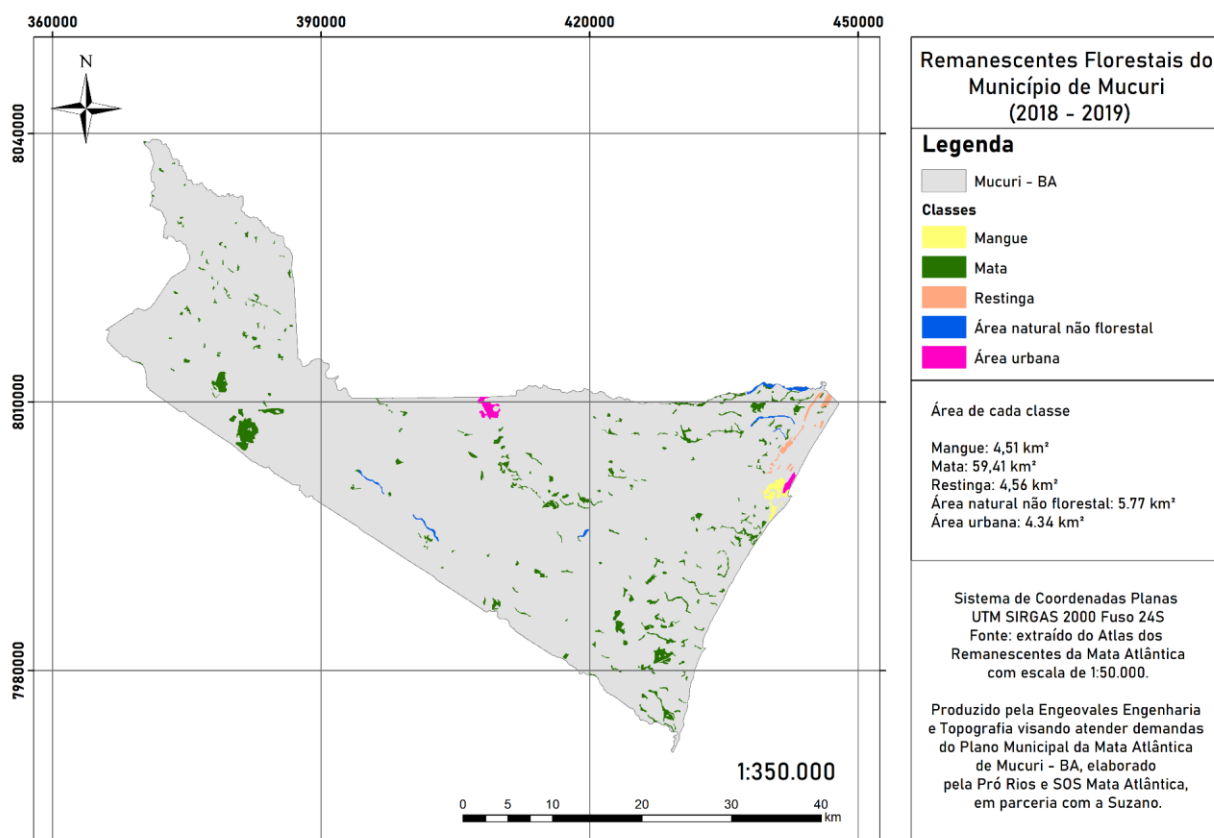 360000
390000
420000
450000
N
8040000
8010000
7980000
1:350.000
0 5 10 20 30 40
km
Remanescentes Florestais do
Município de Mucuri
(2018 - 2019)
Legenda
Mucuri - BA
Classes
Mangue
Mata
Restinga
Área natural não florestal
Área urbana
Área de cada classe
Mangue: 4,51 km²
Mata: 59,41 km²
Restinga: 4,56 km²
Área natural não florestal: 5.77 km²
Área urbana: 4.34 km²
Sistema de Coordenadas Planas
UTM SIRGAS 2000 Fuso 24S
Fonte: extraído do Atlas dos
Remanescentes da Mata Atlântica
com escala de 1:50.000.
Produzido pela Engeovales Engenharia
e Topografia visando atender demandas
do Plano Municipal da Mata Atlântica
de Mucuri - BA, elaborado
pela Pró Rios e SOS Mata Atlântica,
em parceria com a Suzano.